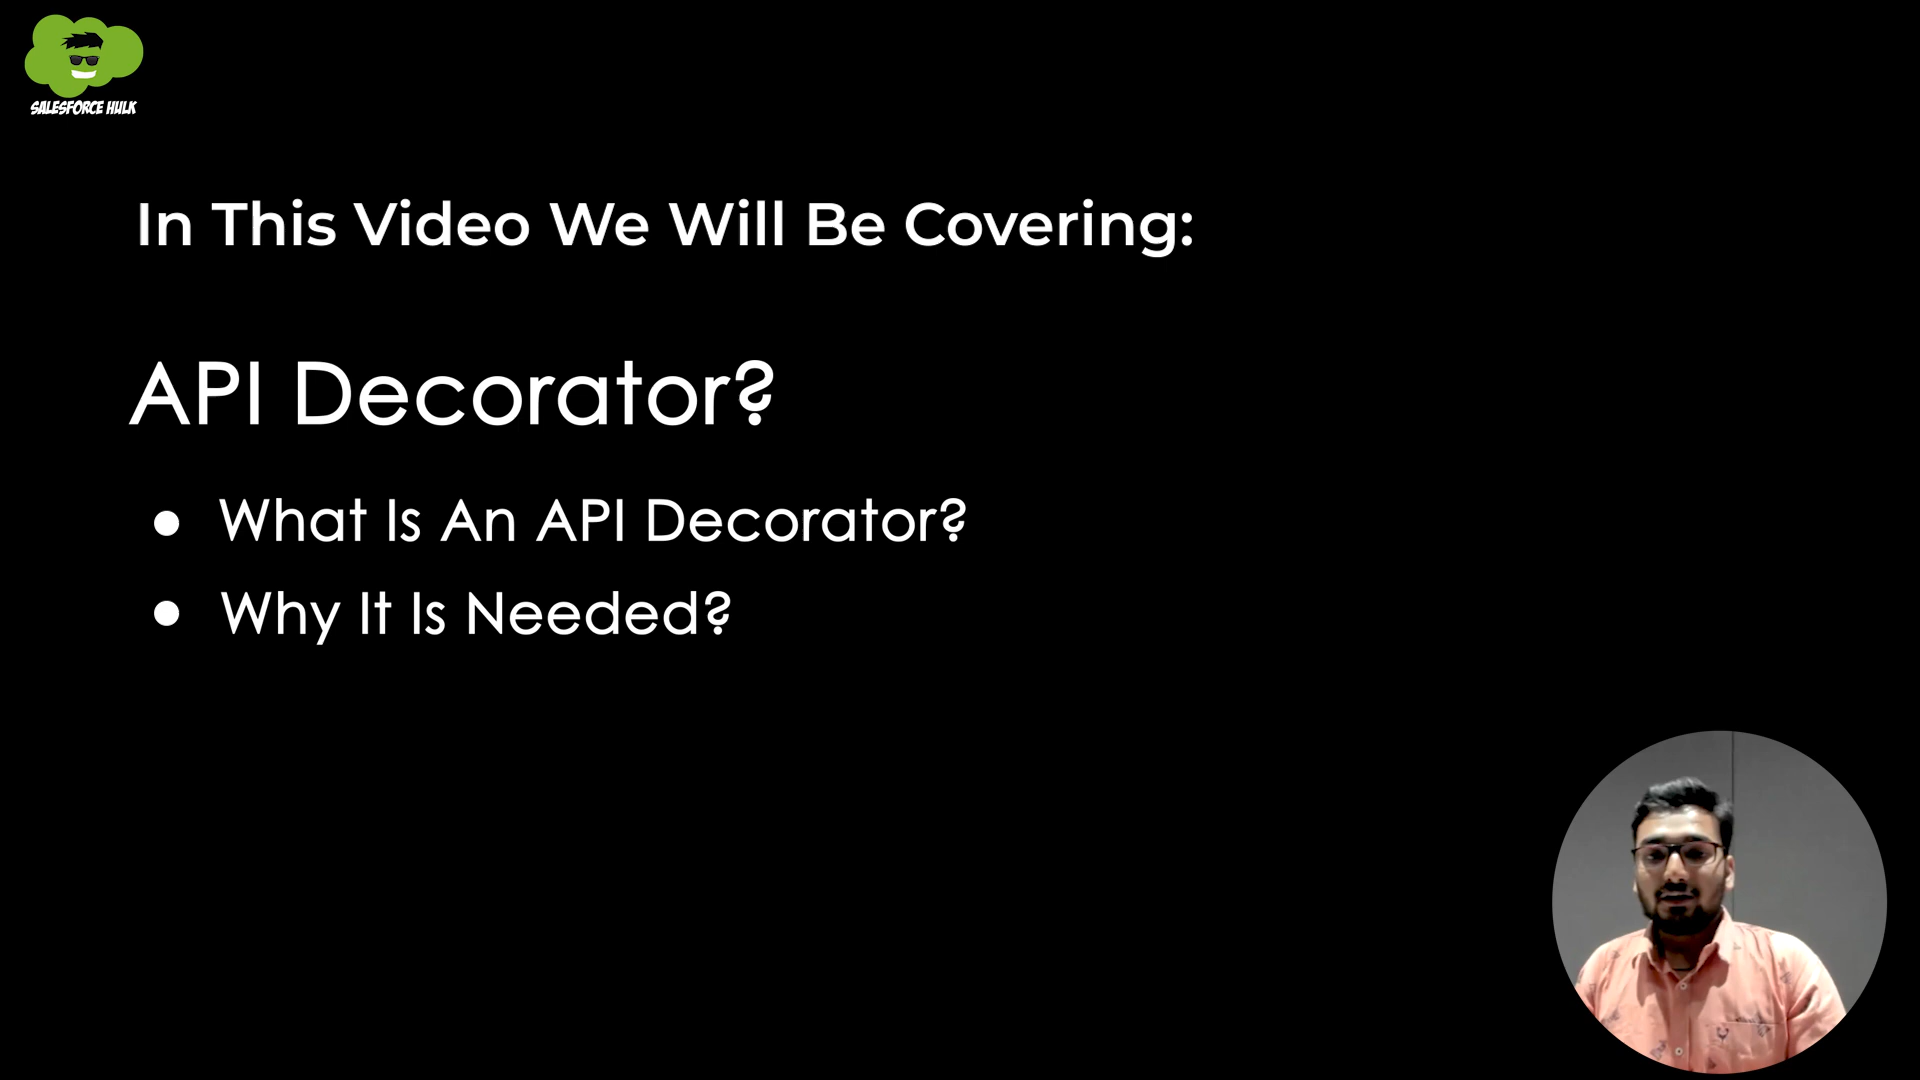 SALESFORCE HULK
In This Video We Will Be Covering:
API Decorator?
● What Is An API Decorator?
● Why It Is Needed?